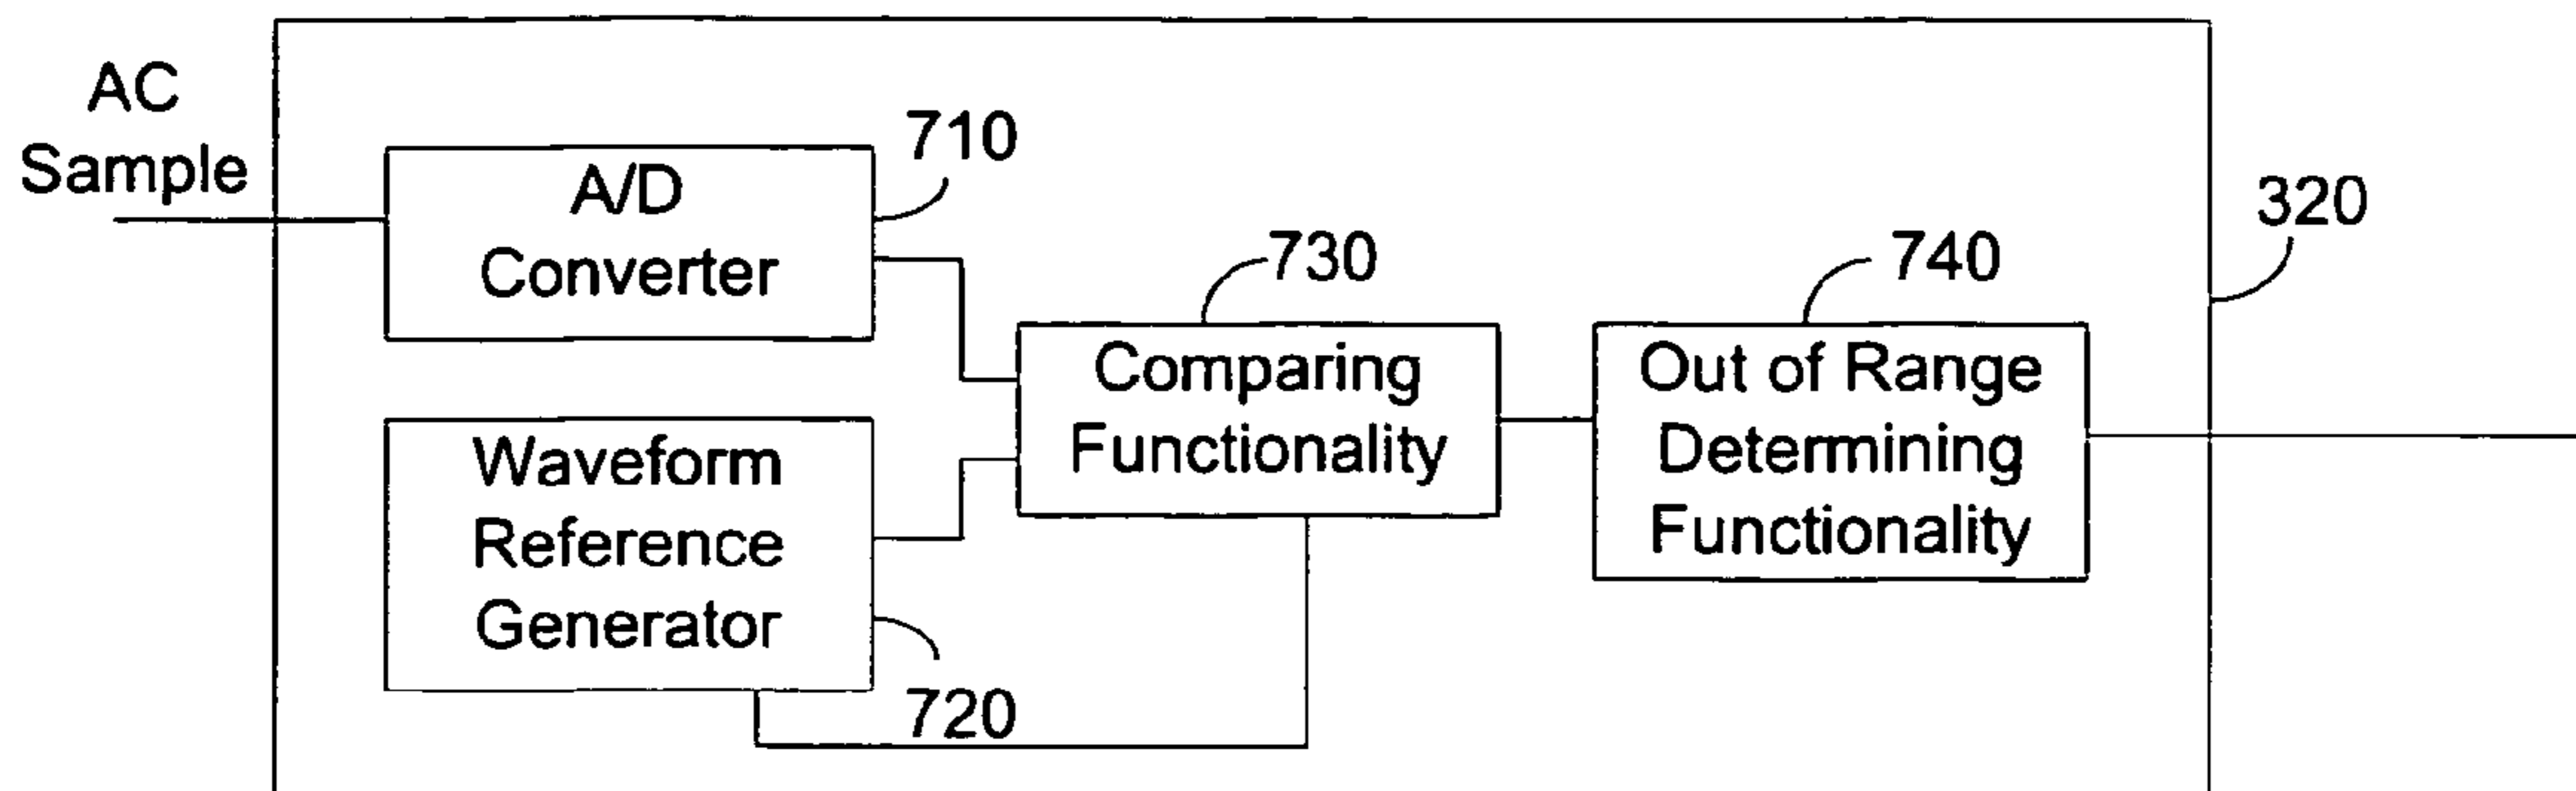 AC
Sample
A/D
Converter
710
Waveform
Reference
Generator
720
730
Comparing
Functionality
740
Out of Range
Determining
Functionality
320